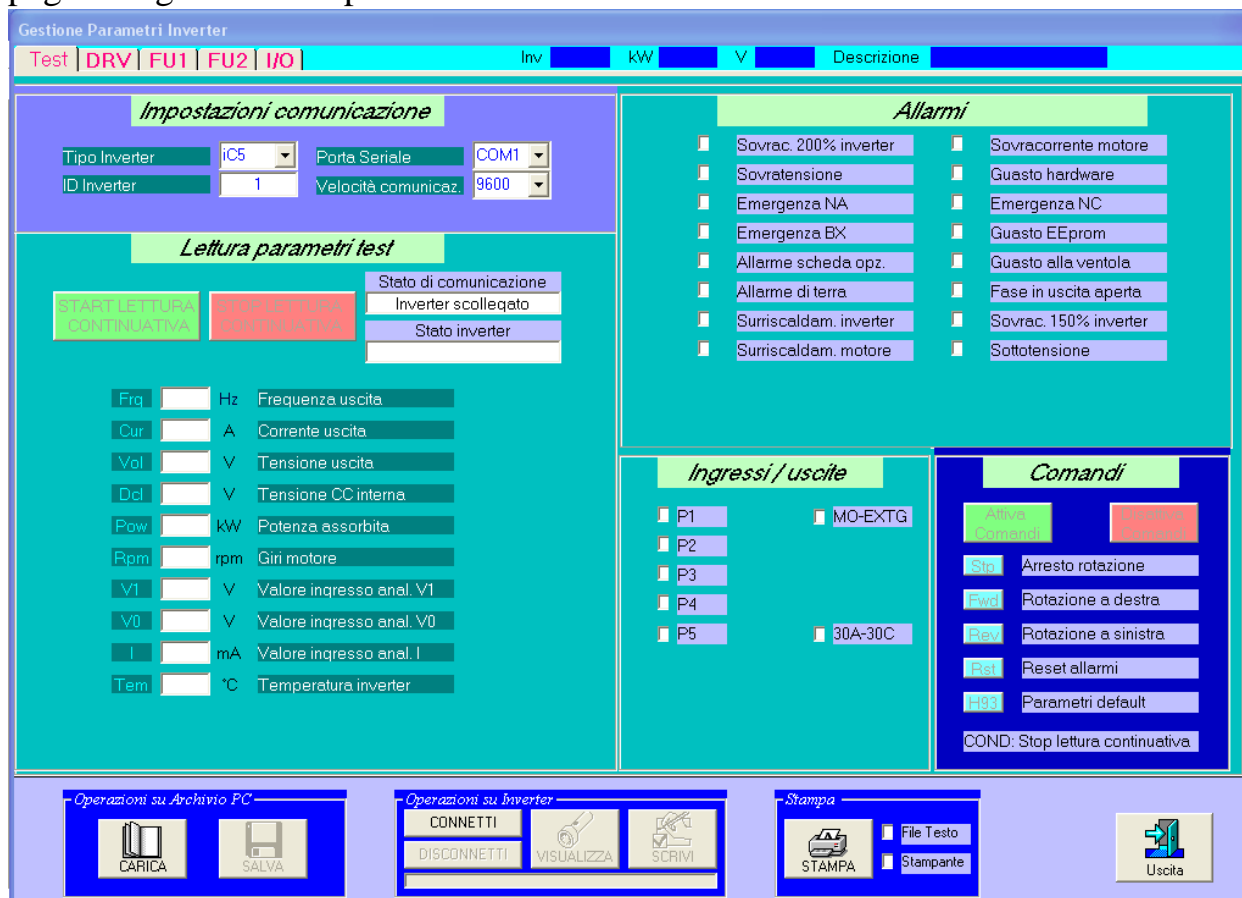 Gestione Parametri Inverter
Test DRV FU1 FU2 I/O Inv kW V Descrizione
Impostazioni comunicazione
Tipo Inverter iC5 Porta Seriale COM1
ID Inverter 1 Velocità comunicaz. 9600
Lettura parametri test
START LETTURA CONTINUATIVA
STOP LETTURA CONTINUATIVA
Stato di comunicazione
Inverter scollegato
Stato inverter
Frq Hz Frequenza uscita
Cur A Corrente uscita
Vol V Tensione uscita
Dcl V Tensione CC interna
Pow kW Potenza assorbita
Rpm rpm Giri motore
V1 V Valore ingresso anal. V1
V0 V Valore ingresso anal. V0
I mA Valore ingresso anal. I
Tem °C Temperatura inverter
Allarmi
Sovrac. 200% inverter Sovracorrente motore
Sovratensione Guasto hardware
Emergenza NA Emergenza NC
Emergenza BX Guasto EEprom
Allarme scheda opz. Guasto alla ventola
Allarme di terra Fase in uscita aperta
Surriscaldam. inverter Sovrac. 150% inverter
Surriscaldam. motore Sottotensione
Ingressi / uscite
P1 MO-EXTG
P2
P3
P4
P5 30A-30C
Comandi
Attiva
Comandi
Stp Arresto rotazione
Fwd Rotazione a destra
Rev Rotazione a sinistra
Rst Reset allarmi
H93 Parametri default
COND: Stop lettura continuativa
Operazioni su Archivio PC
CARICA SALVA
Operazioni su Inverter
CONNETTI
DISCONNETTI VISUALIZZA SCRIVI
Stampa
STAMPA
File Testo
Stampante
Uscita